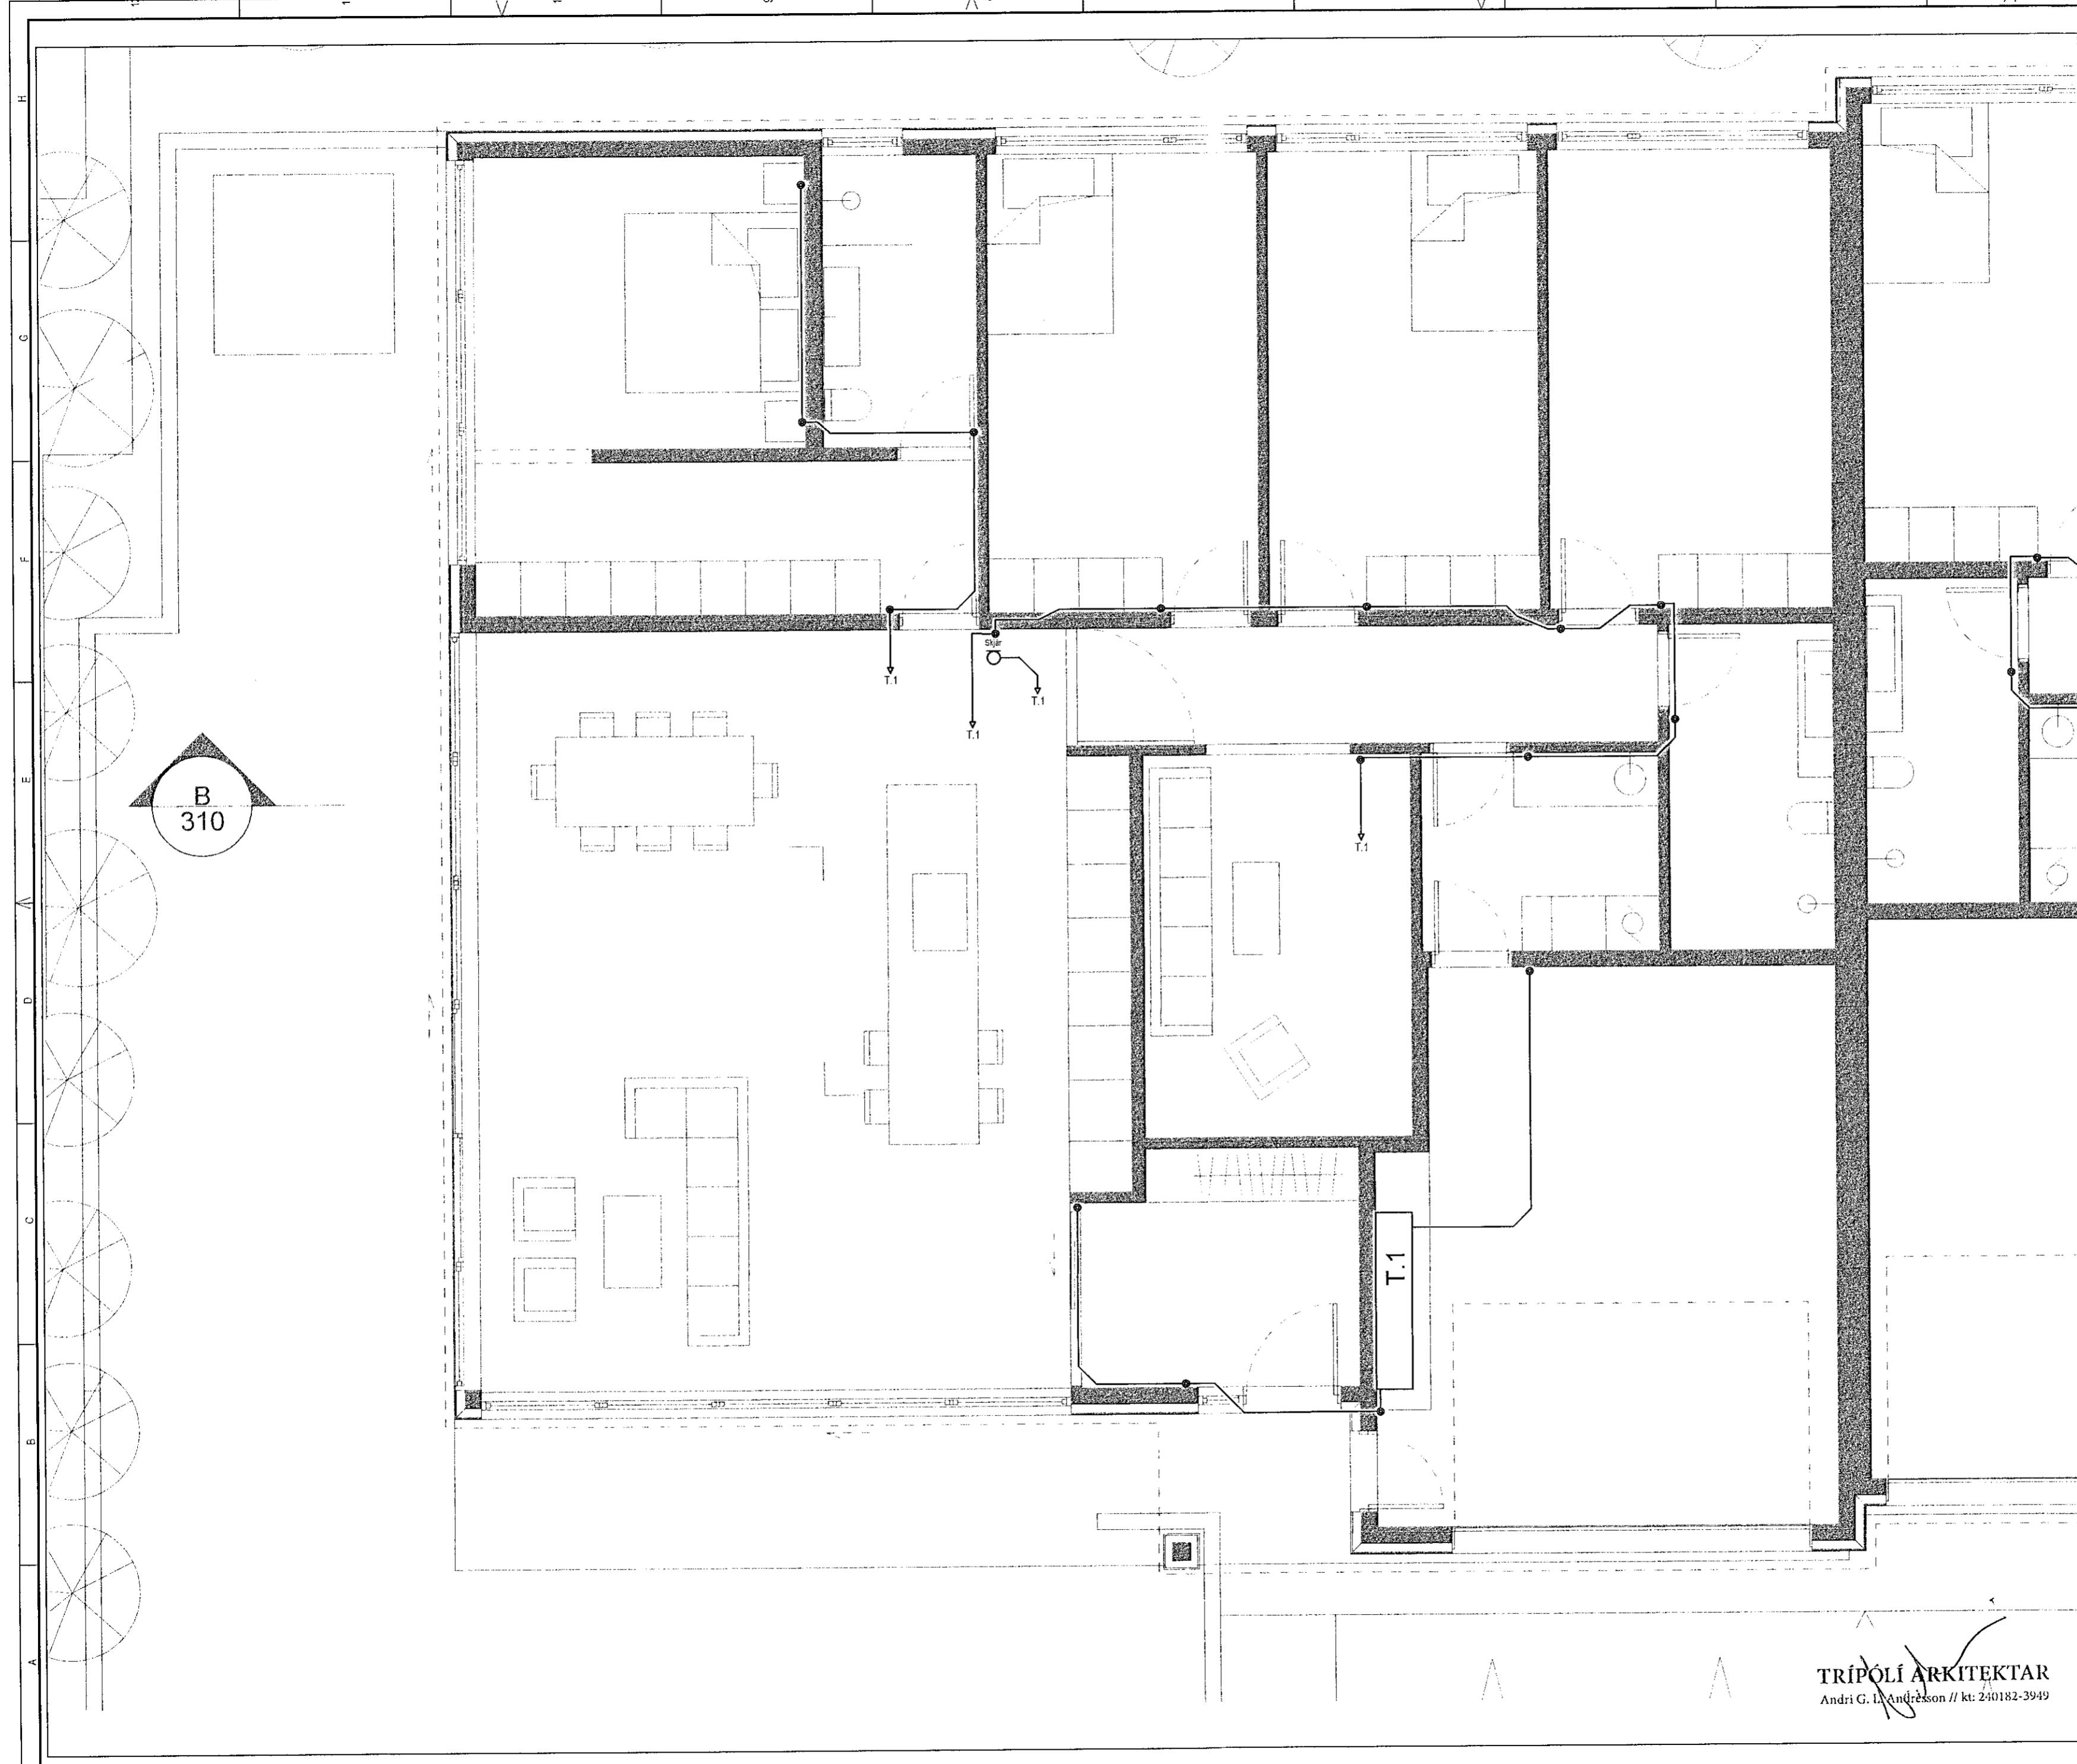 H
G
F
E
D
C
B
A
B
310
T.1
T.1
Skjár
T.1
T.1
T.1
TRÍPÓLÍ ARKITEKTAR
Andri G. L. Andrésson // kt: 240182-3949